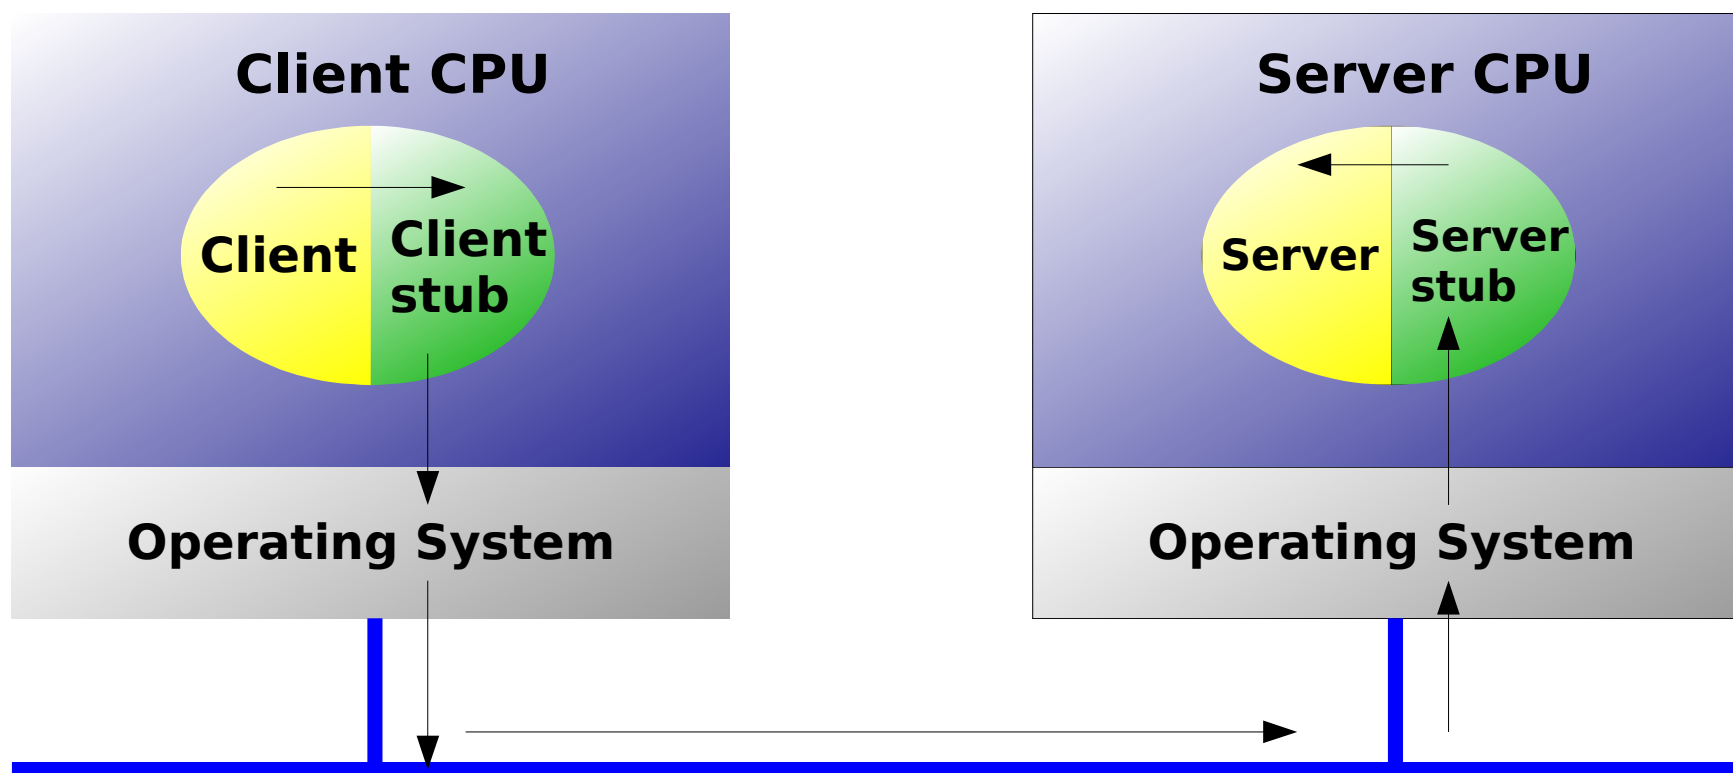 Client CPU
Client
Client
stub
Operating System
Server CPU
Server
Server
stub
Operating System